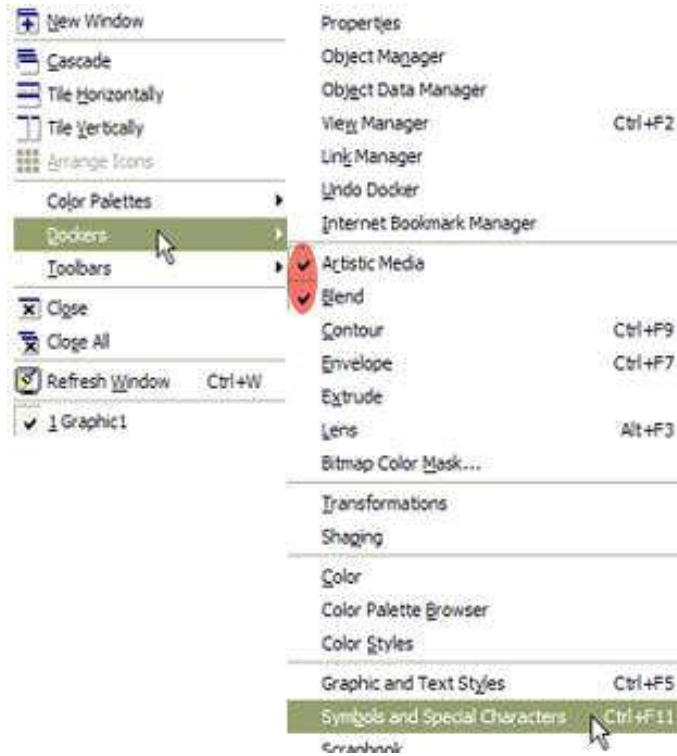 New Window
Cascade
Tile Horizontally
Tile Vertically
Arrange Icons
Color Palettes
Dockers
Toolbars
Close
Close All
Refresh Window Ctrl+W
1 Graphic1
Properties
Object Manager
Object Data Manager
View Manager Ctrl+F2
Link Manager
Undo Docker
Internet Bookmark Manager
Artistic Media
Blend
Contour Ctrl+F9
Envelope Ctrl+F7
Extrude
Lens Alt+F3
Bitmap Color Mask...
Transformations
Shaping
Color
Color Palette Browser
Color Styles
Graphic and Text Styles Ctrl+F5
Symbols and Special Characters Ctrl+F11
Scrapbook